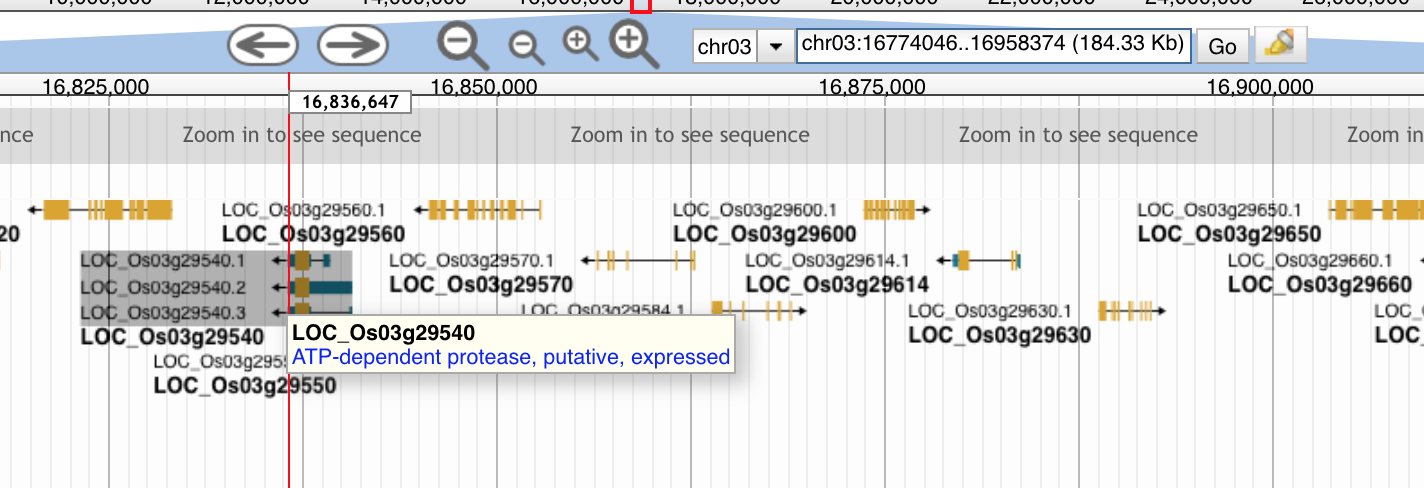 chr03 chr03:16774046..16958374 (184.33 Kb) Go
16,825,000 16,850,000 16,875,000 16,900,000
16,836,647
nce Zoom in to see sequence Zoom in to see sequence Zoom in to see sequence Zoom in
LOC_Os03g29560.1 LOC_Os03g29600.1 LOC_Os03g29650.1
20 LOC_Os03g29560 LOC_Os03g29600 LOC_Os03g29650
LOC_Os03g29540.1 LOC_Os03g29570.1 LOC_Os03g29614.1 LOC_Os03g29660.1
LOC_Os03g29540.2 LOC_Os03g29570 LOC_Os03g29614 LOC_Os03g29660
LOC_Os03g29540.3 LOC_Os03g29584.1 LOC_Os03g29630.1 LOC_
LOC_Os03g29540 LOC_Os03g29630 LOC_
LOC_Os03g29540
ATP-dependent protease, putative, expressed
LOC_Os03g295
LOC_Os03g29550